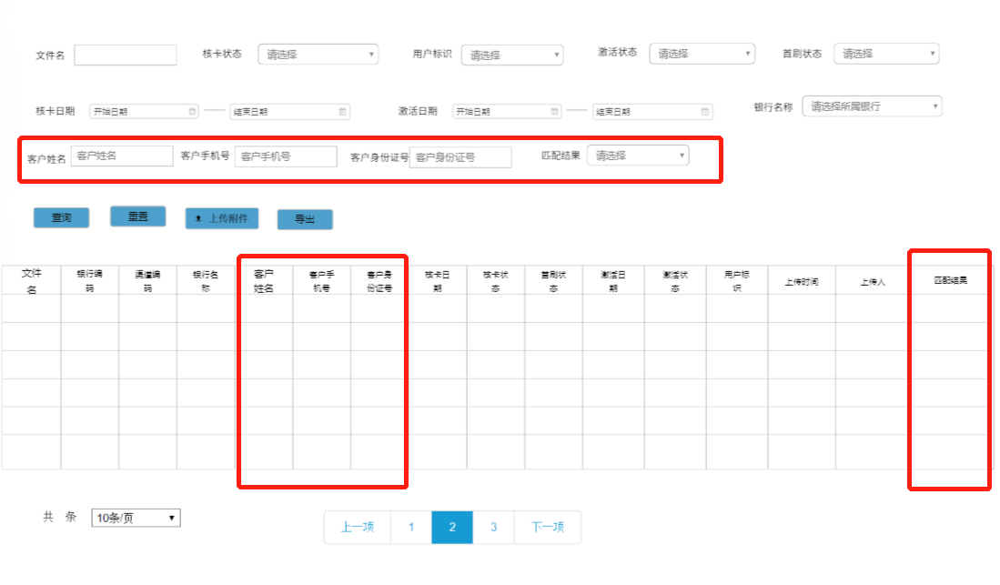 文件名 核卡状态 请选择 用户标识 请选择 激活状态 请选择 首刷状态 请选择
核卡日期 开始日期 结束日期 激活日期 开始日期 结束日期 银行名称 请选择所属银行
客户姓名 客户姓名 客户手机号 客户手机号 客户身份证号 客户身份证号 匹配结果 请选择
查询 重置 上传附件 导出
文件 银行编 渠道编 银行名 客户 客户手 客户身 核卡日 核卡状 首刷状 激活日 激活状 用户标 上传时间 上传人 匹配结果
名 码 码 称 姓名 机号 份证号 期 态 态 期 态 识
共 条 10条/页 上一项 1 2 3 下一项